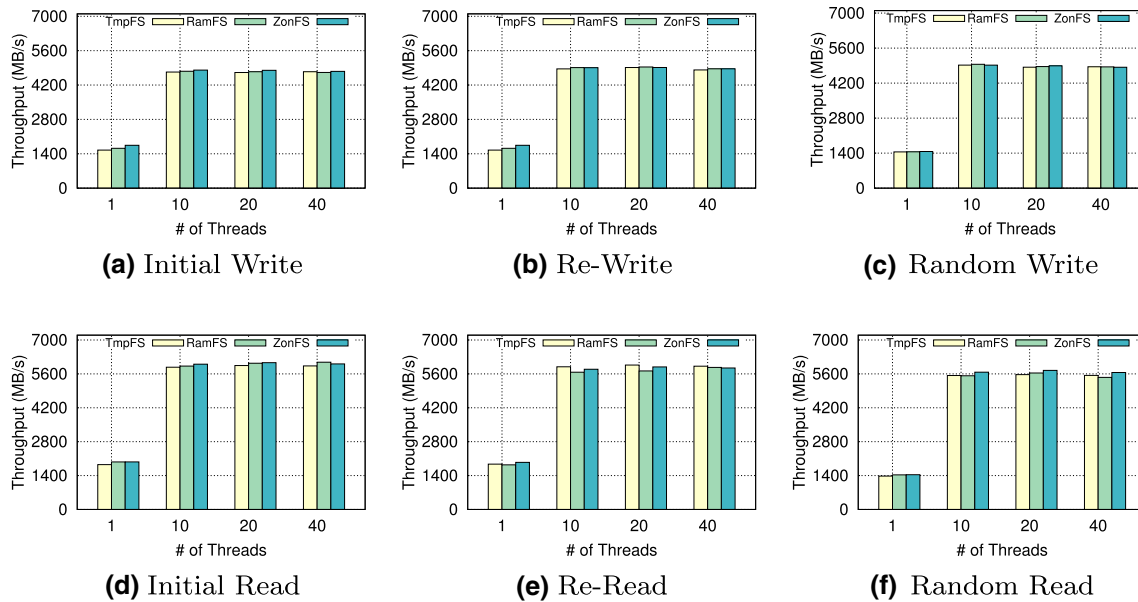 TmpFS RamFS ZonFS
Throughput (MB/s)
7000
5600
4200
2800
1400
0
1 10 20 40
# of Threads
(a) Initial Write
TmpFS RamFS ZonFS
Throughput (MB/s)
7000
5600
4200
2800
1400
0
1 10 20 40
# of Threads
(b) Re-Write
TmpFS RamFS ZonFS
Throughput (MB/s)
7000
5600
4200
2800
1400
0
1 10 20 40
# of Threads
(c) Random Write
TmpFS RamFS ZonFS
Throughput (MB/s)
7000
5600
4200
2800
1400
0
1 10 20 40
# of Threads
(d) Initial Read
TmpFS RamFS ZonFS
Throughput (MB/s)
7000
5600
4200
2800
1400
0
1 10 20 40
# of Threads
(e) Re-Read
TmpFS RamFS ZonFS
Throughput (MB/s)
7000
5600
4200
2800
1400
0
1 10 20 40
# of Threads
(f) Random Read